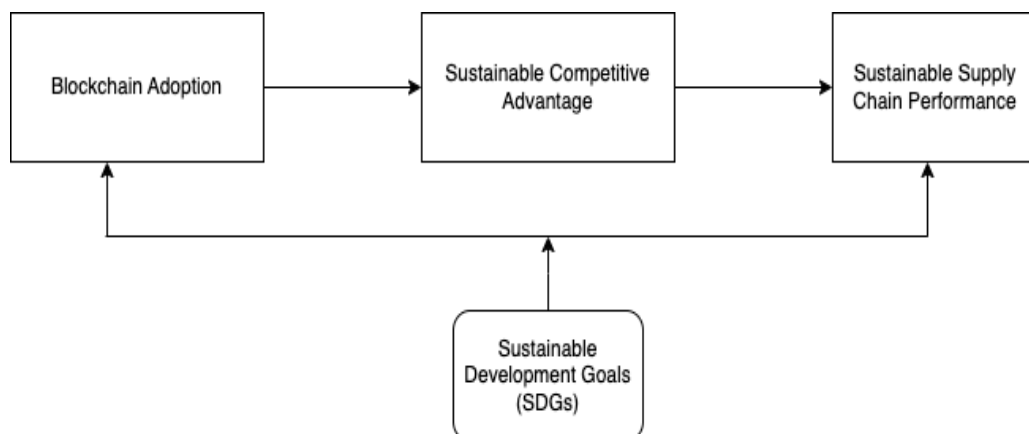 Blockchain Adoption
Sustainable Competitive
Advantage
Sustainable Supply
Chain Performance
Sustainable
Development Goals
(SDGs)